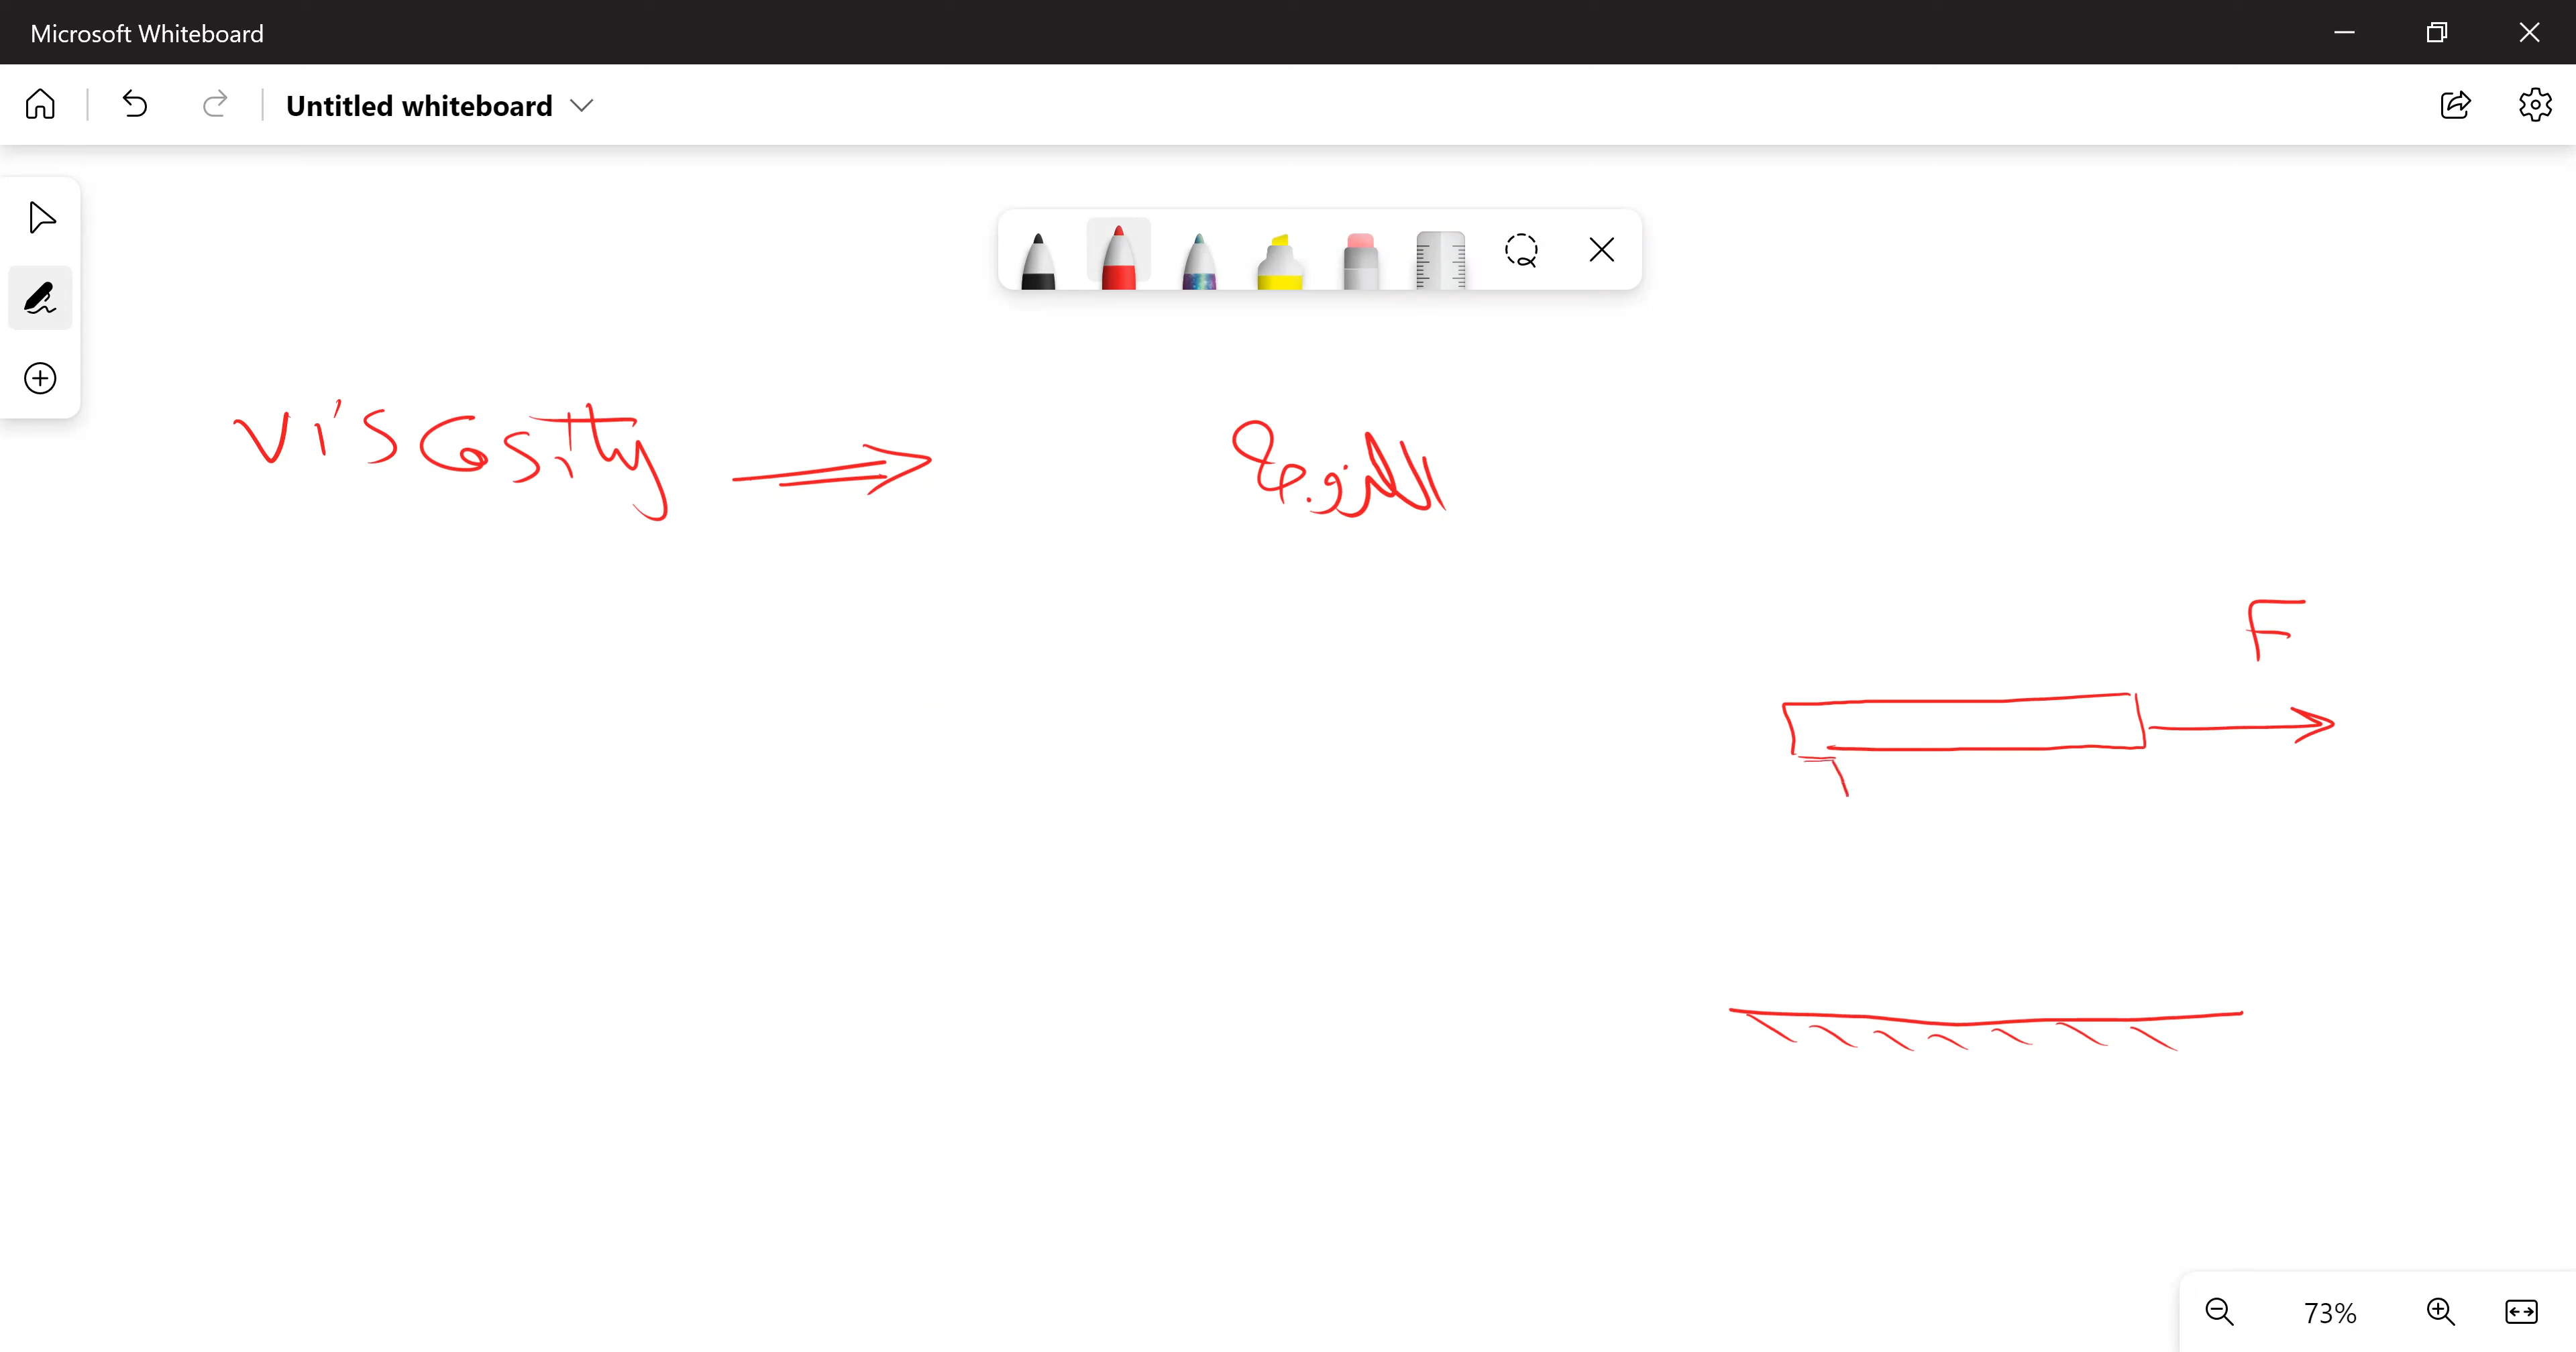 Microsoft Whiteboard
Untitled whiteboard
Viscosity ⇒ اللزوجة
F
73%